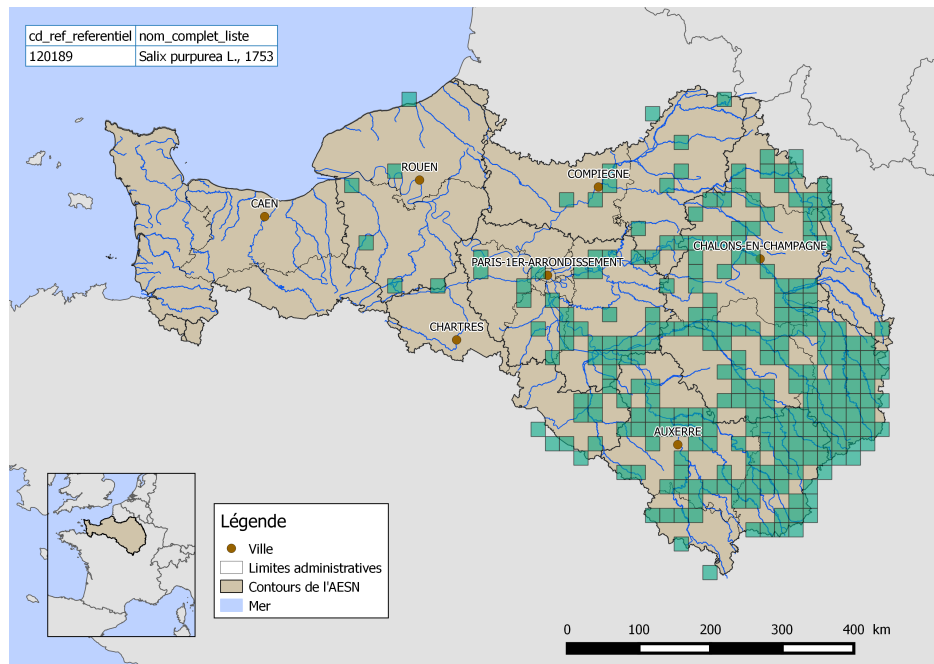 cd_ref_referentiel nom_complet_liste
120189 Salix purpurea L., 1753
ROUEN
COMPIEGNE
CAEN
CHALONS-EN-CHAMPAGNE
PARIS-1ER-ARRONDISSEMENT
CHARTRES
AUXERRE
Légende
Ville
Limites administratives
Contours de l'AESN
Mer
0 100 200 300 400 km